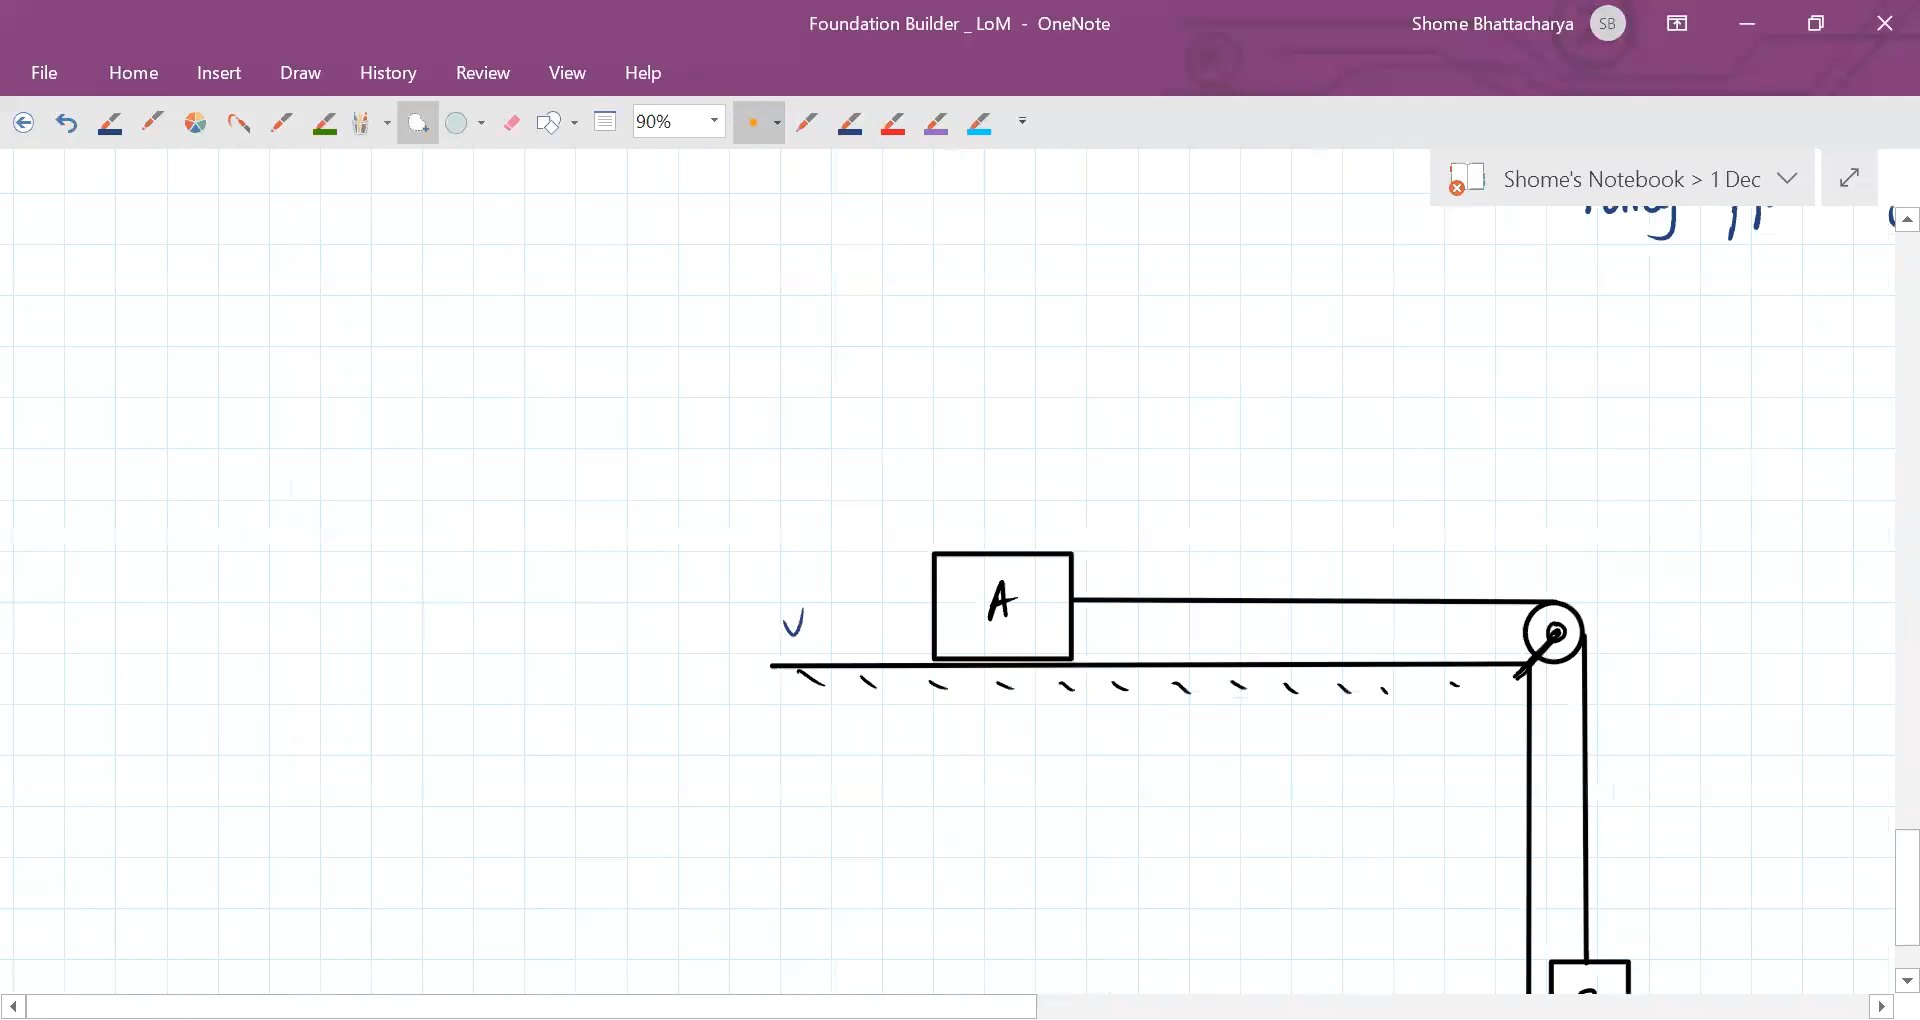 Foundation Builder _ LoM - OneNote
Shome Bhattacharya SB
File Home Insert Draw History Review View Help
90%
Shome's Notebook > 1 Dec
A